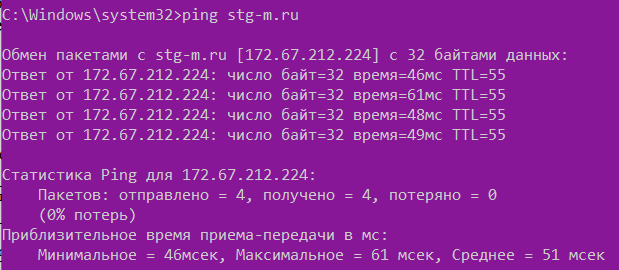 C:\Windows\system32>ping stg-m.ru
Обмен пакетами с stg-m.ru [172.67.212.224] с 32 байтами данных:
Ответ от 172.67.212.224: число байт=32 время=46мс TTL=55
Ответ от 172.67.212.224: число байт=32 время=61мс TTL=55
Ответ от 172.67.212.224: число байт=32 время=48мс TTL=55
Ответ от 172.67.212.224: число байт=32 время=49мс TTL=55
Статистика Ping для 172.67.212.224:
Пакетов: отправлено = 4, получено = 4, потеряно = 0
(0% потерь)
Приблизительное время приема-передачи в мс:
Минимальное = 46мсек, Максимальное = 61 мсек, Среднее = 51 мсек